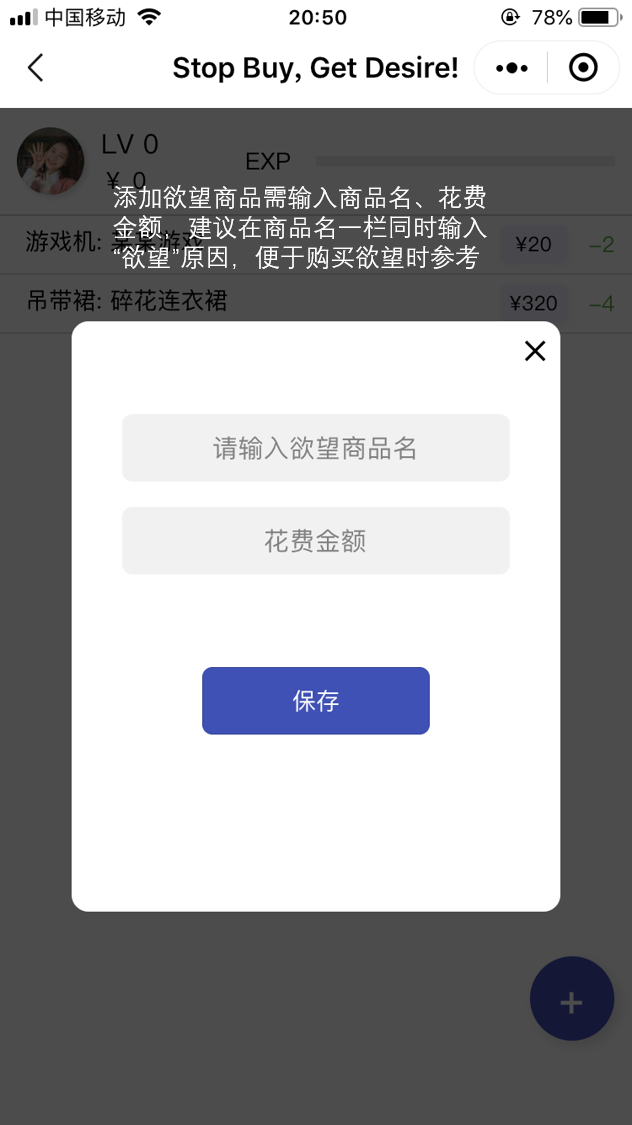 中国移动
20:50
78%
Stop Buy, Get Desire!
LV 0
EXP
¥ 0
添加欲望商品需输入商品名、花费
金额，建议在商品名一栏同时输入
“欲望”原因，便于购买欲望时参考
游戏机: 某某游戏
¥20
−2
吊带裙: 碎花连衣裙
¥320
−4
请输入欲望商品名
花费金额
保存
+